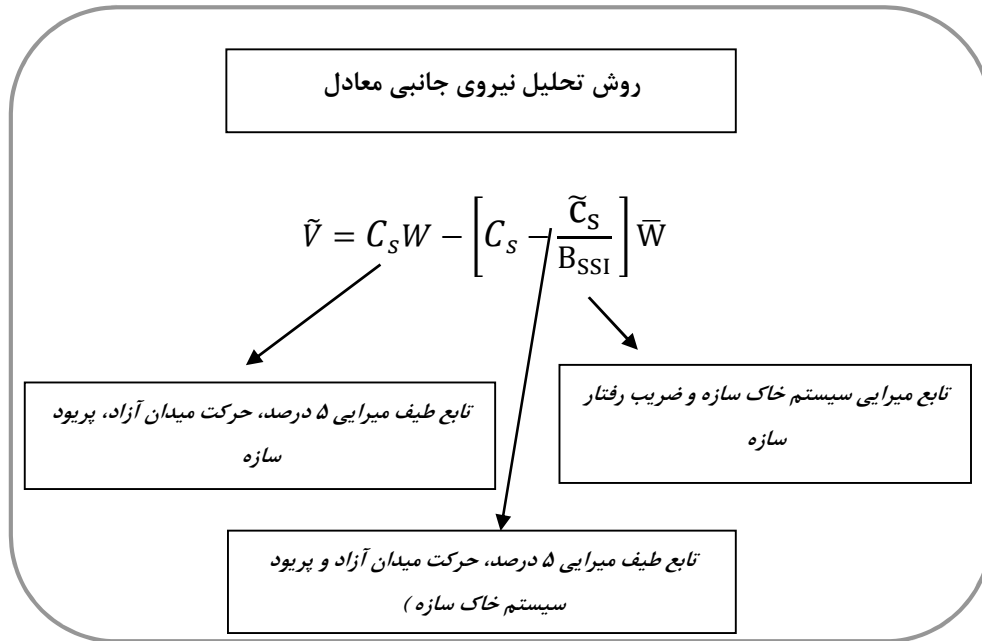 روش تحلیل نیروی جانبی معادل
Ṽ = C_s W − [C_s − c̃_s / B_SSI] W̄
تابع میرایی سیستم خاک سازه و ضریب رفتار
سازه
تابع طیف میرایی ۵ درصد، حرکت میدان آزاد، پریود
سازه
تابع طیف میرایی ۵ درصد، حرکت میدان آزاد و پریود
سیستم خاک سازه )